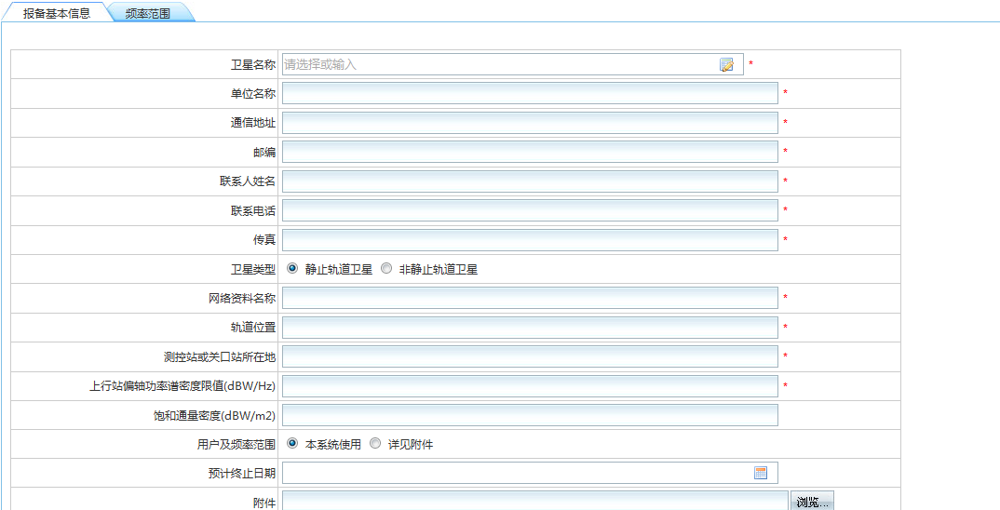 报备基本信息 频率范围
卫星名称 请选择或输入 *
单位名称 *
通信地址 *
邮编 *
联系人姓名 *
联系电话 *
传真 *
卫星类型 静止轨道卫星 非静止轨道卫星
网络资料名称 *
轨道位置 *
测控站或关口站所在地 *
上行站偏轴功率谱密度限值(dBW/Hz) *
饱和通量密度(dBW/m2)
用户及频率范围 本系统使用 详见附件
预计终止日期
附件 浏览...